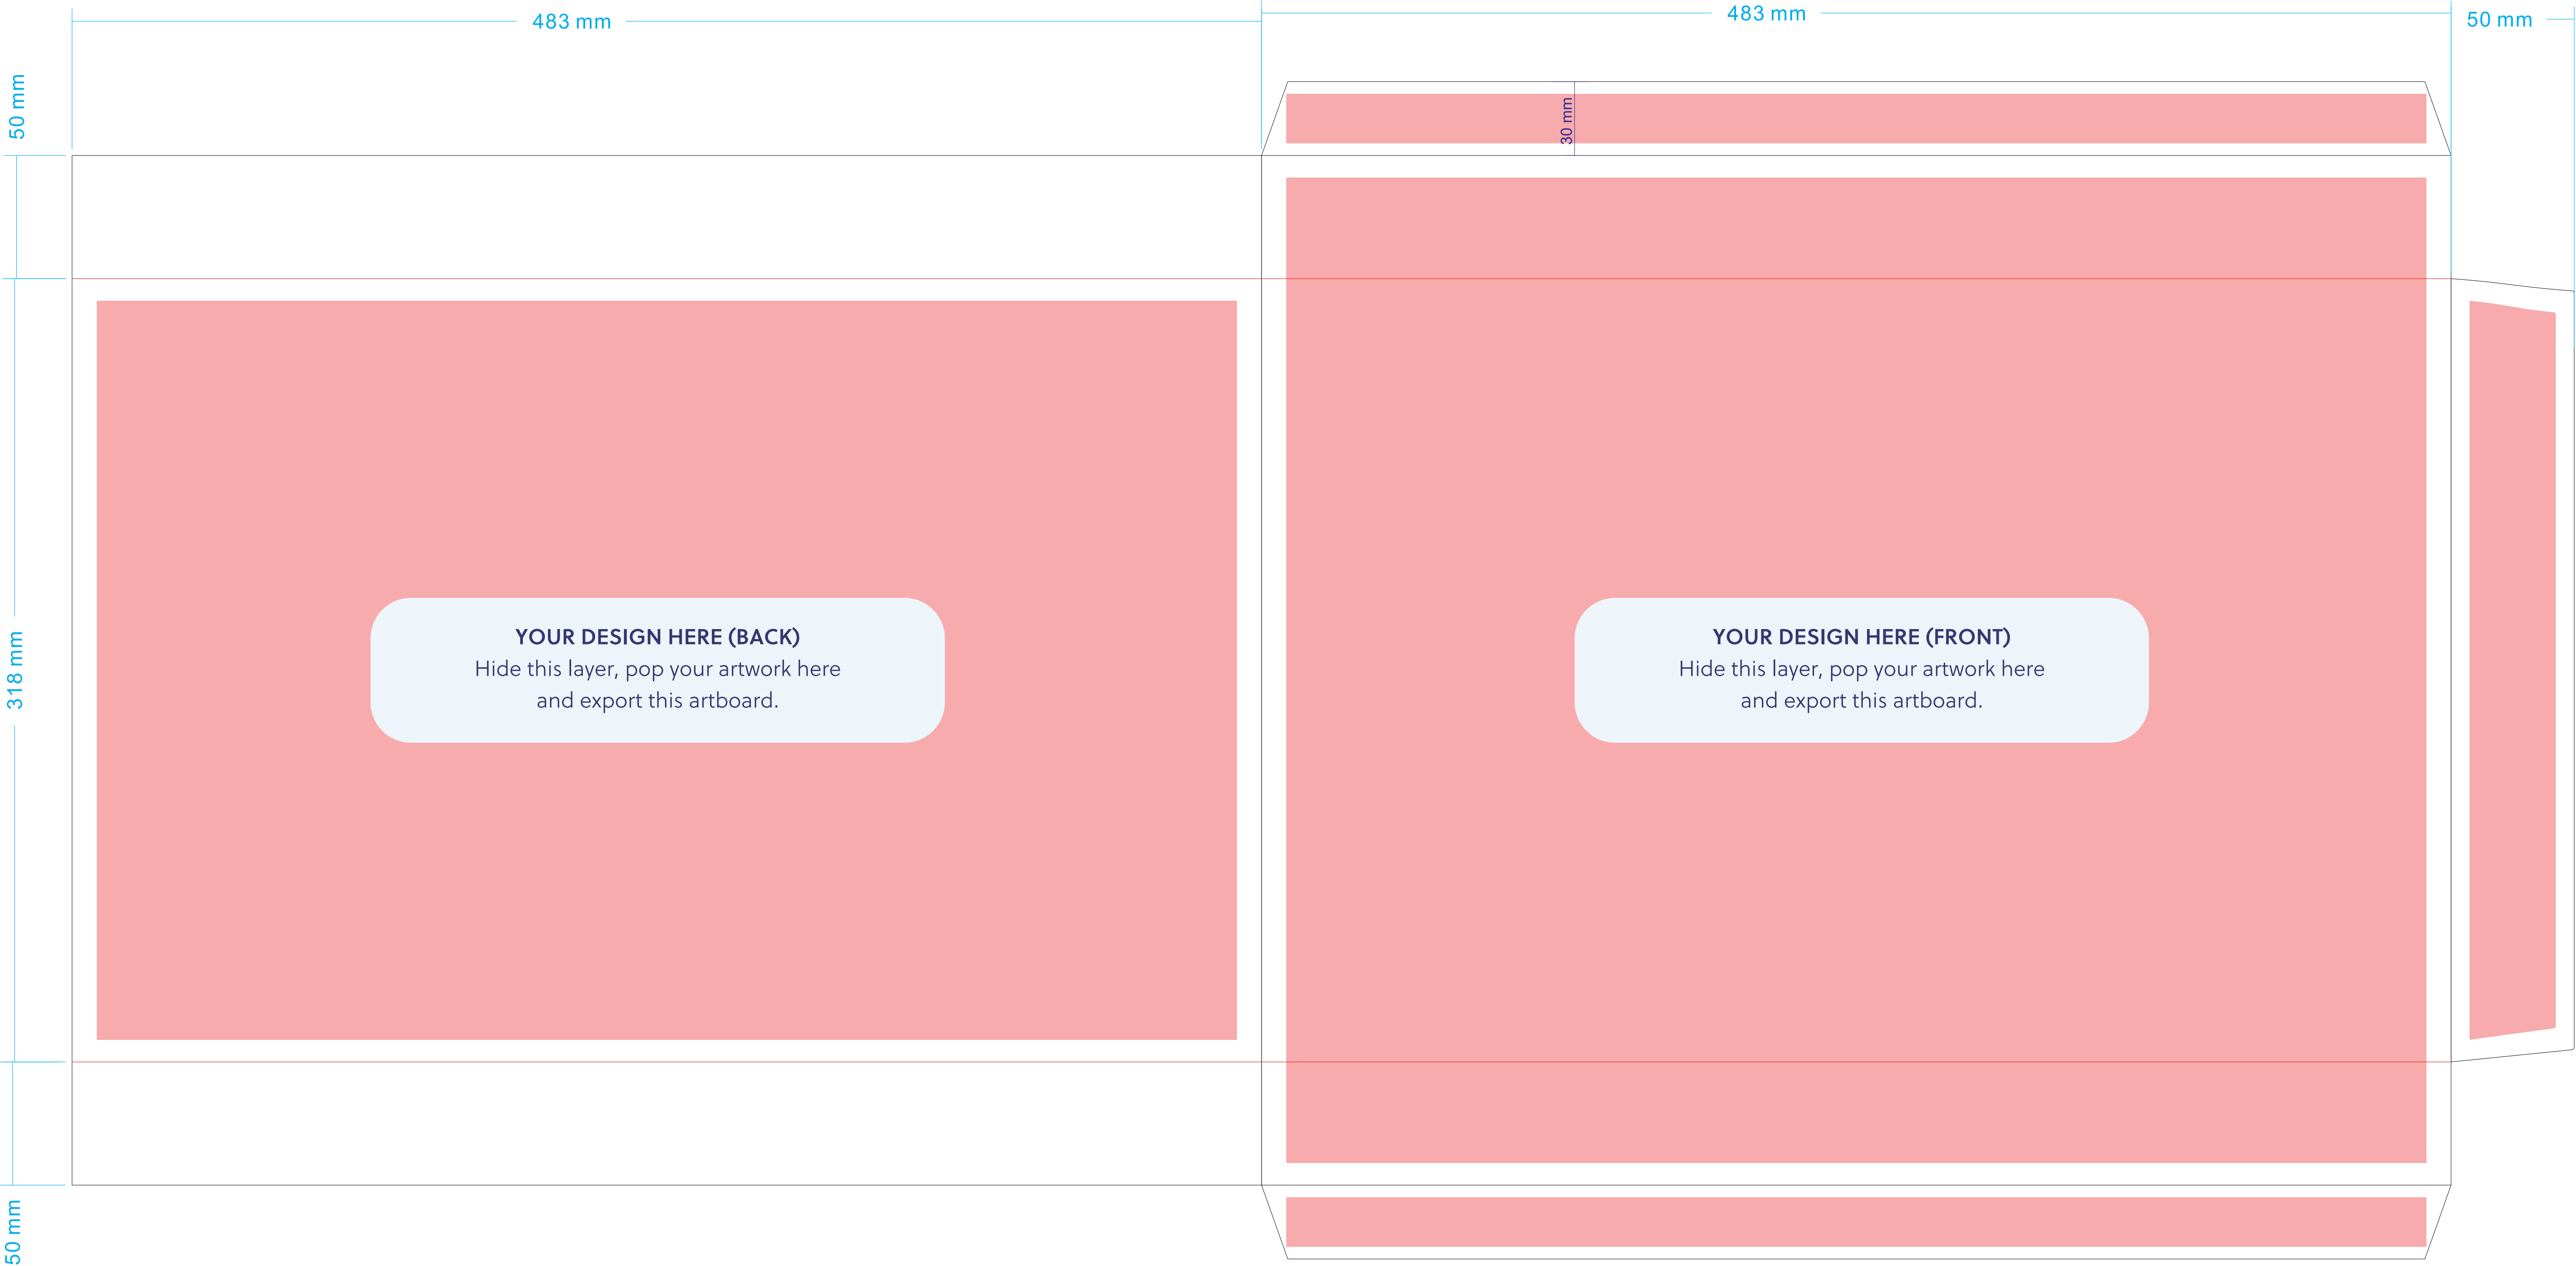 483 mm
483 mm
50 mm
50 mm
30 mm
318 mm
YOUR DESIGN HERE (BACK)
Hide this layer, pop your artwork here
and export this artboard.
YOUR DESIGN HERE (FRONT)
Hide this layer, pop your artwork here
and export this artboard.
50 mm